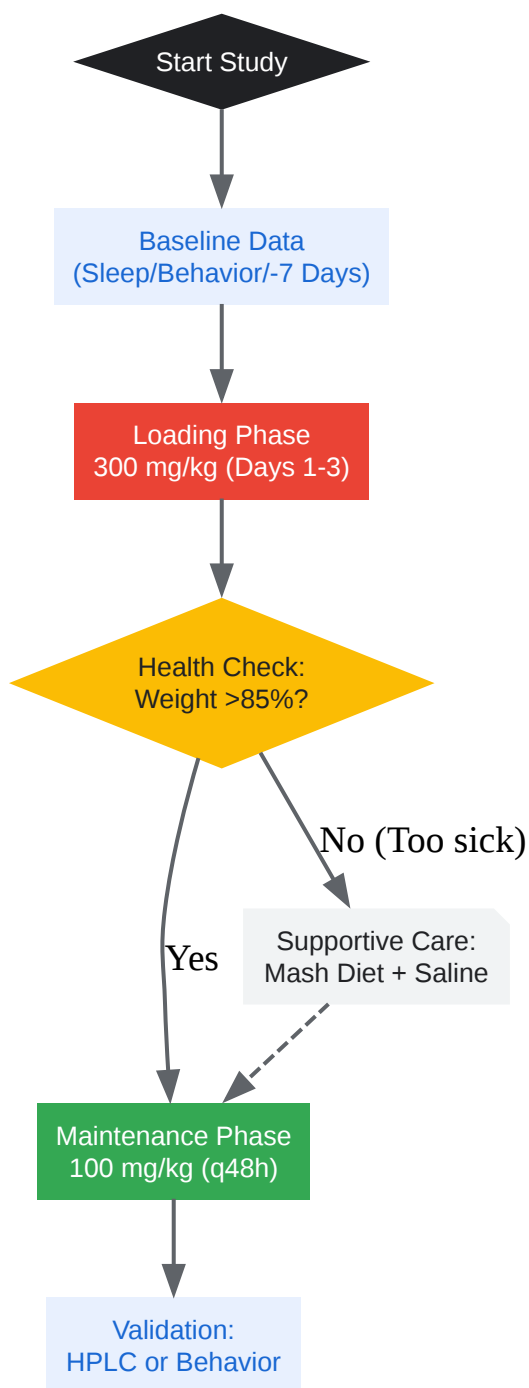 Start Study
Baseline Data
(Sleep/Behavior/-7 Days)
Loading Phase
300 mg/kg (Days 1-3)
Health Check:
Weight >85%?
No (Too sick)
Supportive Care:
Mash Diet + Saline
Yes
Maintenance Phase
100 mg/kg (q48h)
Validation:
HPLC or Behavior